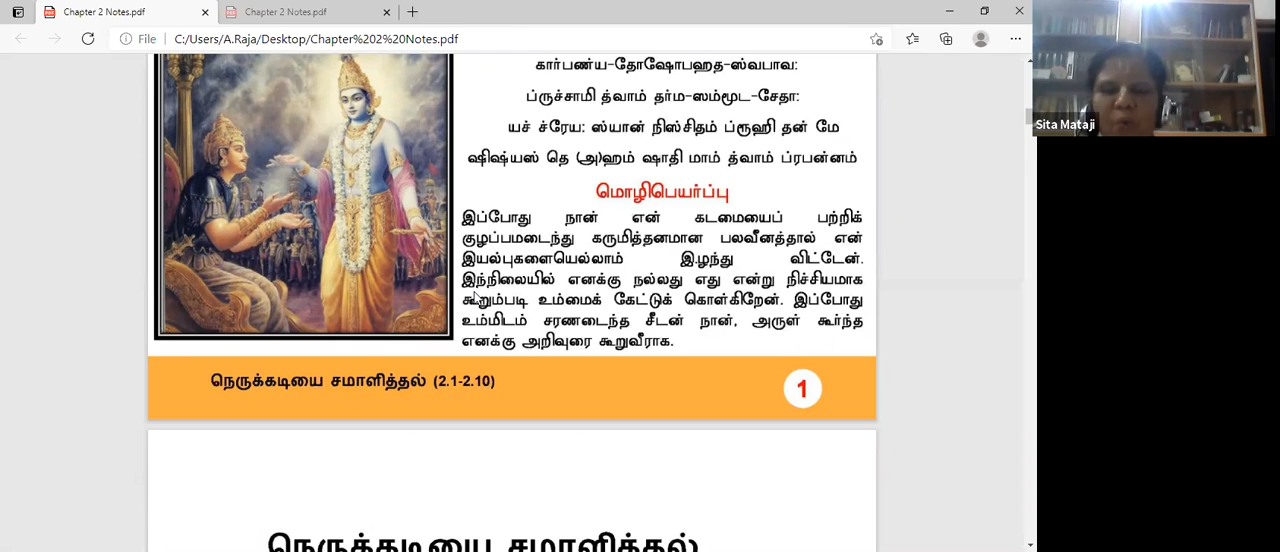 Chapter 2 Notes.pdf
Chapter 2 Notes.pdf
File
C:/Users/A.Raja/Desktop/Chapter%202%20Notes.pdf
கார்பண்ய-தோஷோபஹத-ஸ்வபாவ:
ப்ருச்சாமி த்வாம் தர்ம-ஸம்மூட-சேதா:
யச் ச்ரேய: ஸ்யான் நிஸ்சிதம் ப்ரூஹி தன் மே
ஷிஷ்யஸ் தெ (அ)ஹம் ஷாதி மாம் த்வாம் ப்ரபன்னம்
மொழிபெயர்ப்பு
இப்போது நான் என் கடமையைப் பற்றிக்
குழப்பமடைந்து கருமித்தனமான பலவீனத்தால் என்
இயல்புகளையெல்லாம் இழந்து விட்டேன்.
இந்நிலையில் எனக்கு நல்லது எது என்று நிச்சியமாக
கூறும்படி உம்மைக் கேட்டுக் கொள்கிறேன். இப்போது
உம்மிடம் சரணடைந்த சீடன் நான், அருள் கூர்ந்த
எனக்கு அறிவுரை கூறுவீராக.
நெருக்கடியை சமாளித்தல் (2.1-2.10)
1
நெருக்கடியை சமாளித்தல்
Sita Mataji